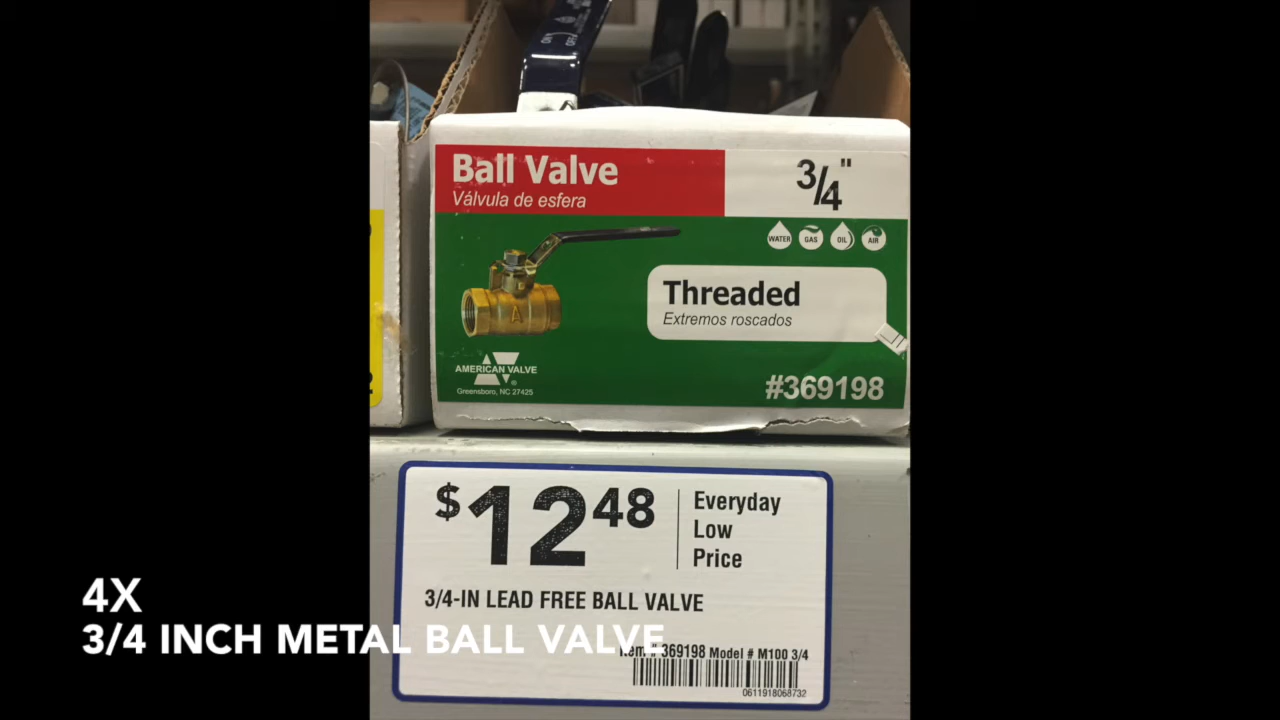 ON
OFF
Ball Valve
Válvula de esfera
3/4"
WATER GAS OIL AIR
Threaded
Extremos roscados
AMERICAN VALVE
Greensboro, NC 27425
#369198
$12 48
Everyday
Low
Price
3/4-IN LEAD FREE BALL VALVE
Item # 369198 Model # M100 3/4
0611918068732
4X
3/4 INCH METAL BALL VALVE